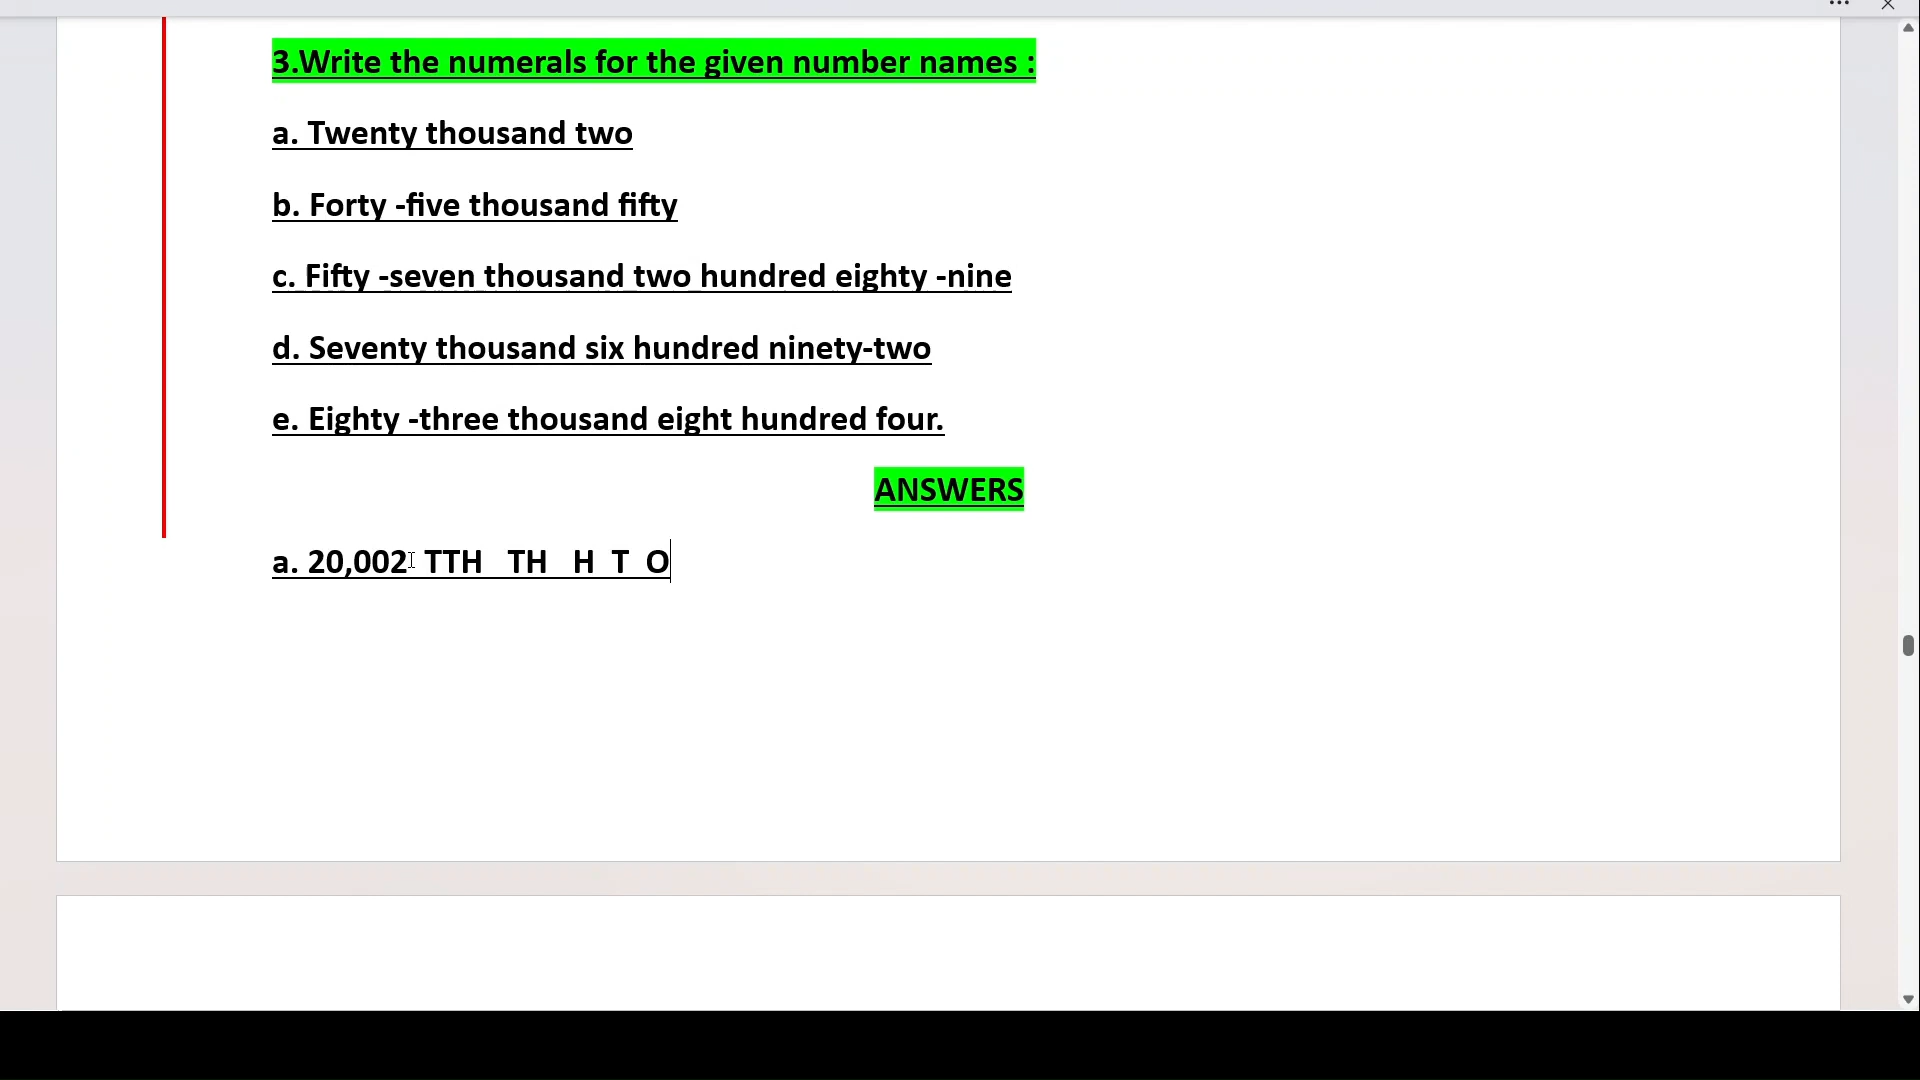 3.Write the numerals for the given number names :
a. Twenty thousand two
b. Forty -five thousand fifty
c. Fifty -seven thousand two hundred eighty -nine
d. Seventy thousand six hundred ninety-two
e. Eighty -three thousand eight hundred four.
ANSWERS
a. 20,002 TTH TH H T O